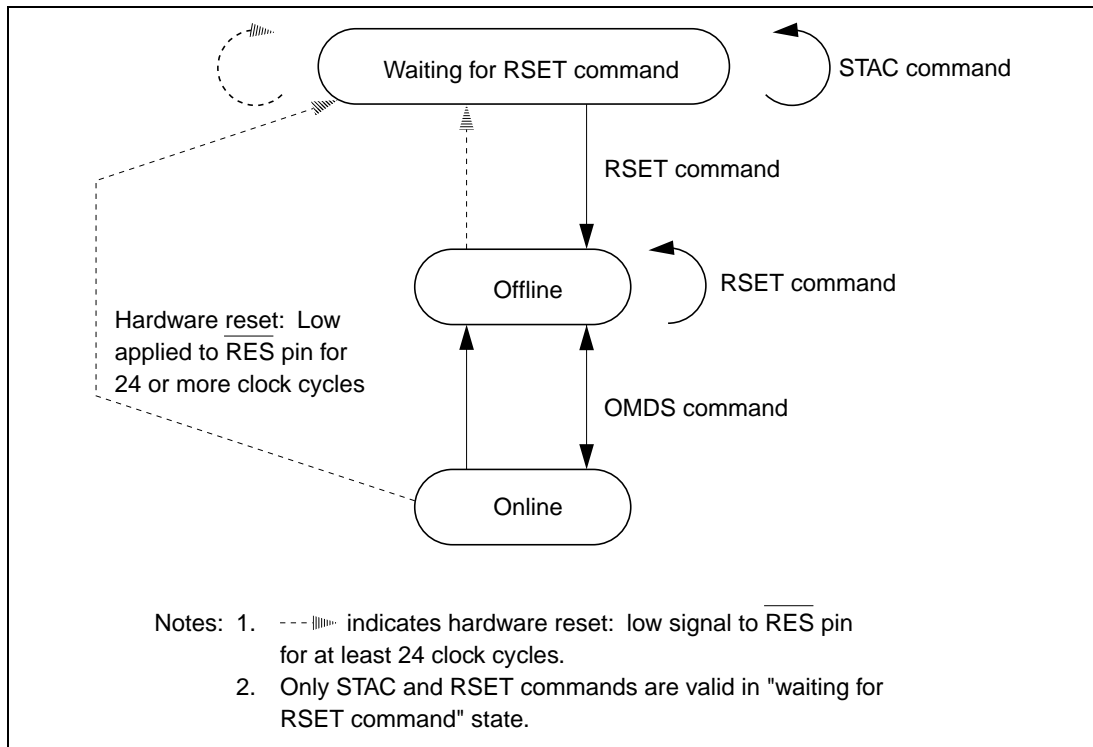 Waiting for RSET command
STAC command
RSET command
Offline
RSET command
Hardware reset: Low
applied to R̅E̅S̅ pin for
24 or more clock cycles
OMDS command
Online
Notes: 1. indicates hardware reset: low signal to R̅E̅S̅ pin
for at least 24 clock cycles.
2. Only STAC and RSET commands are valid in "waiting for
RSET command" state.